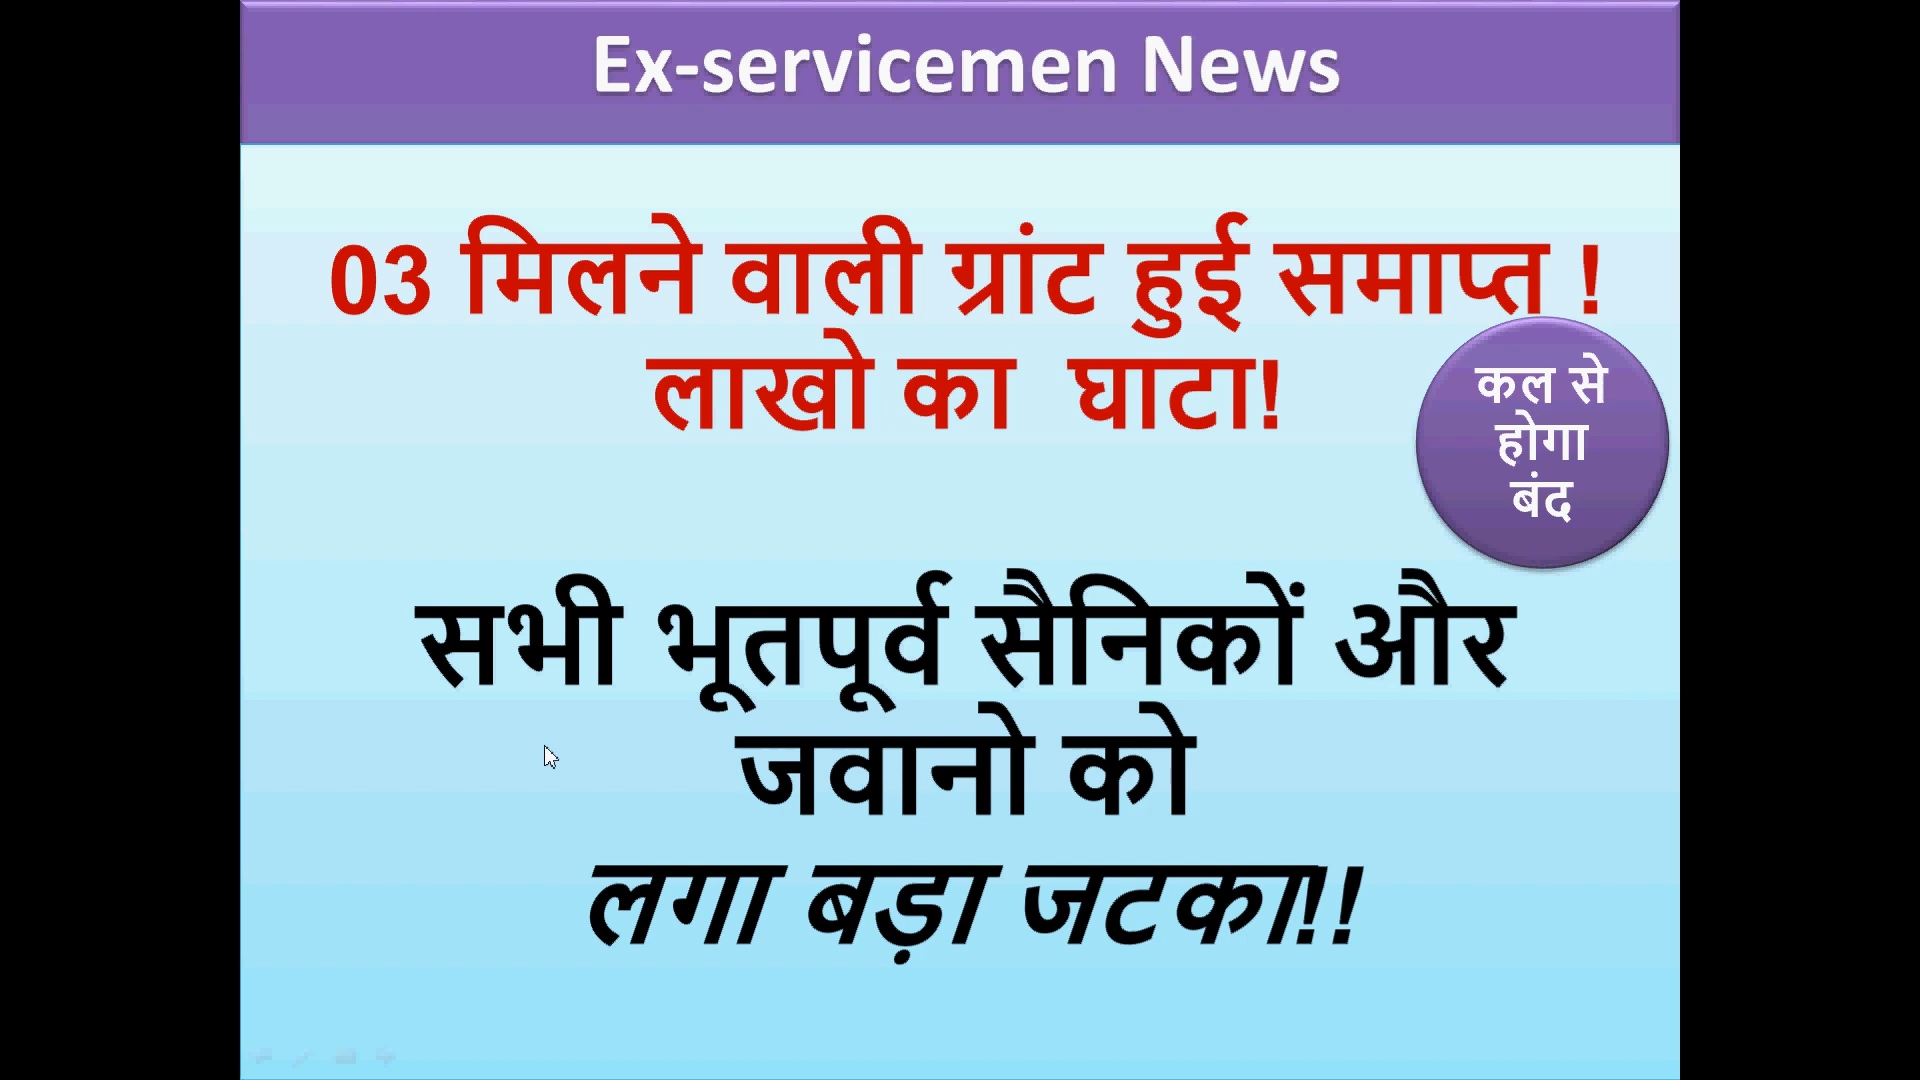 Ex-servicemen News
03 मिलने वाली ग्रांट हुई समाप्त !
लाखो का घाटा!
कल से
होगा
बंद
सभी भूतपूर्व सैनिकों और
जवानो को
लगा बड़ा जटका!!